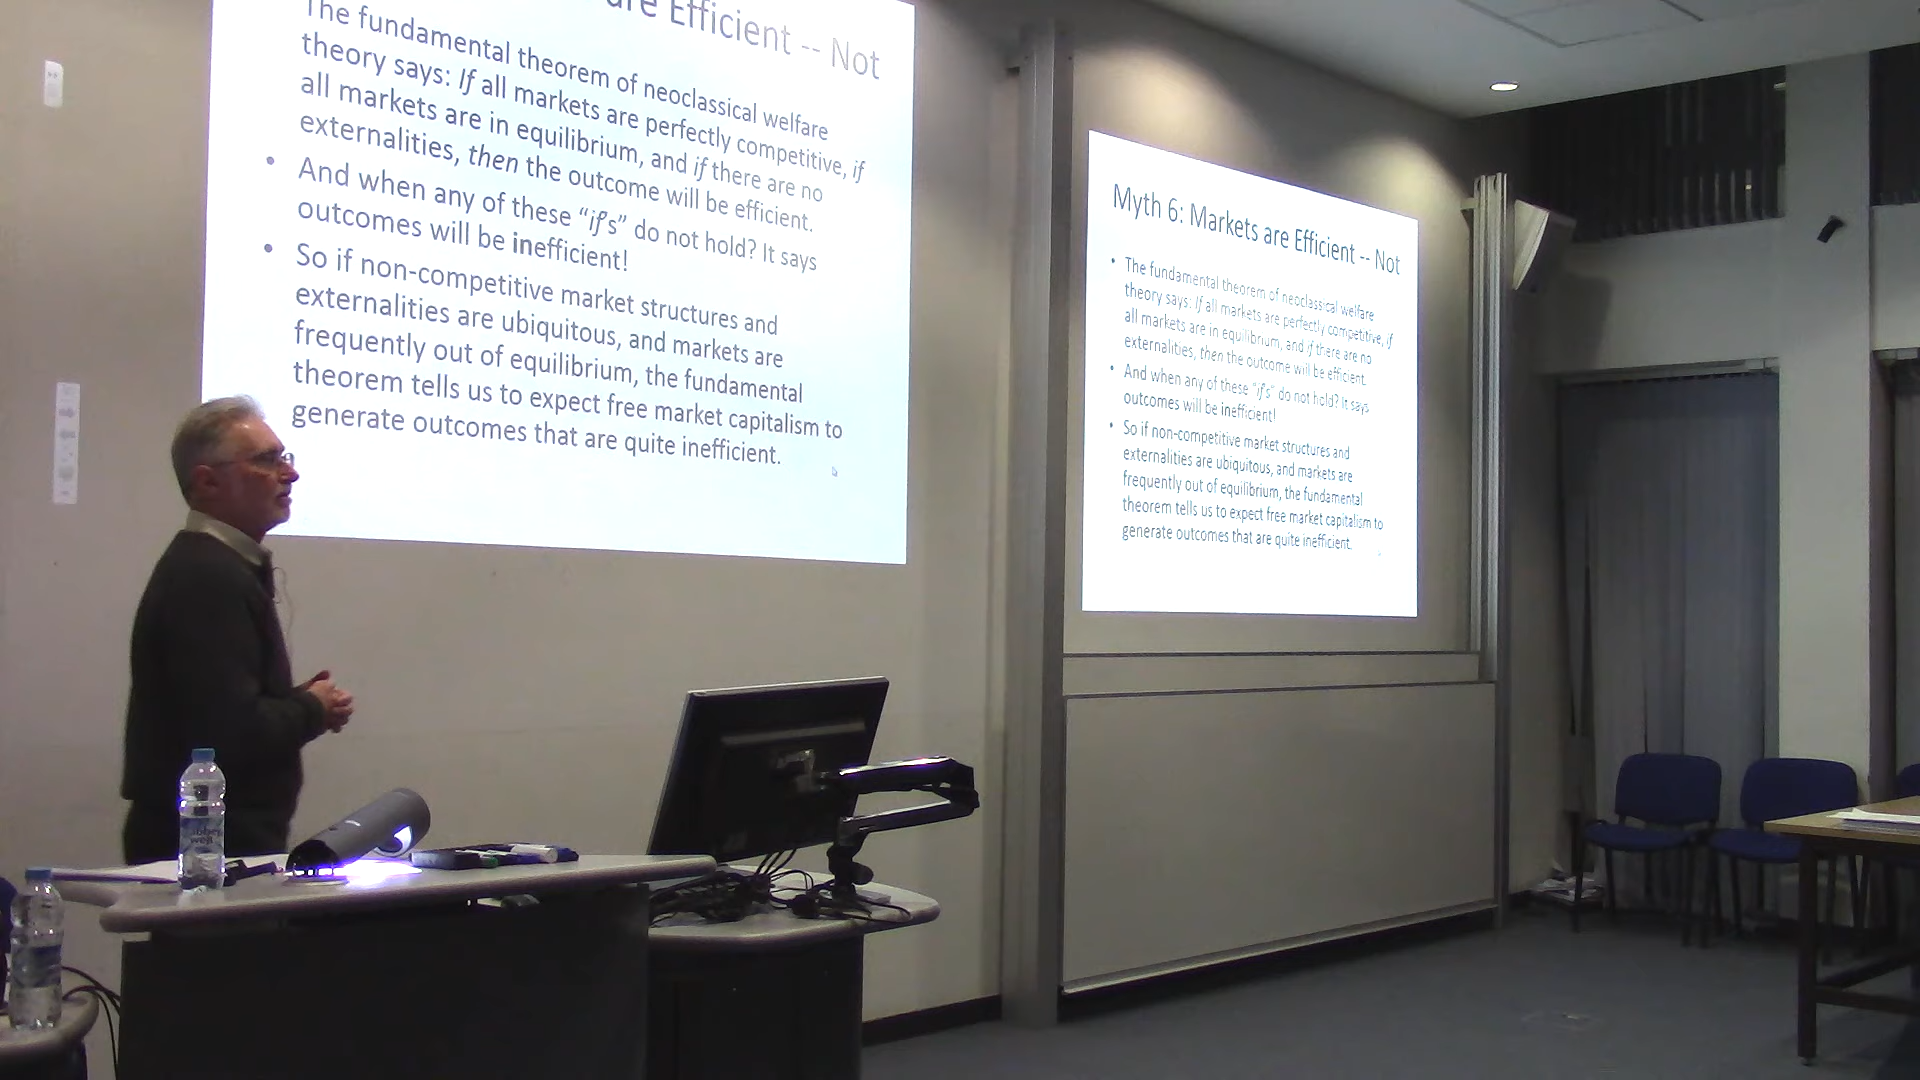 are Efficient -- Not
The fundamental theorem of neoclassical welfare
theory says: If all markets are perfectly competitive, if
all markets are in equilibrium, and if there are no
externalities, then the outcome will be efficient.
• And when any of these “if’s” do not hold? It says
outcomes will be inefficient!
• So if non-competitive market structures and
externalities are ubiquitous, and markets are
frequently out of equilibrium, the fundamental
theorem tells us to expect free market capitalism to
generate outcomes that are quite inefficient.
Myth 6: Markets are Efficient -- Not
• The fundamental theorem of neoclassical welfare
theory says: If all markets are perfectly competitive, if
all markets are in equilibrium, and if there are no
externalities, then the outcome will be efficient.
• And when any of these “if’s” do not hold? It says
outcomes will be inefficient!
• So if non-competitive market structures and
externalities are ubiquitous, and markets are
frequently out of equilibrium, the fundamental
theorem tells us to expect free market capitalism to
generate outcomes that are quite inefficient.